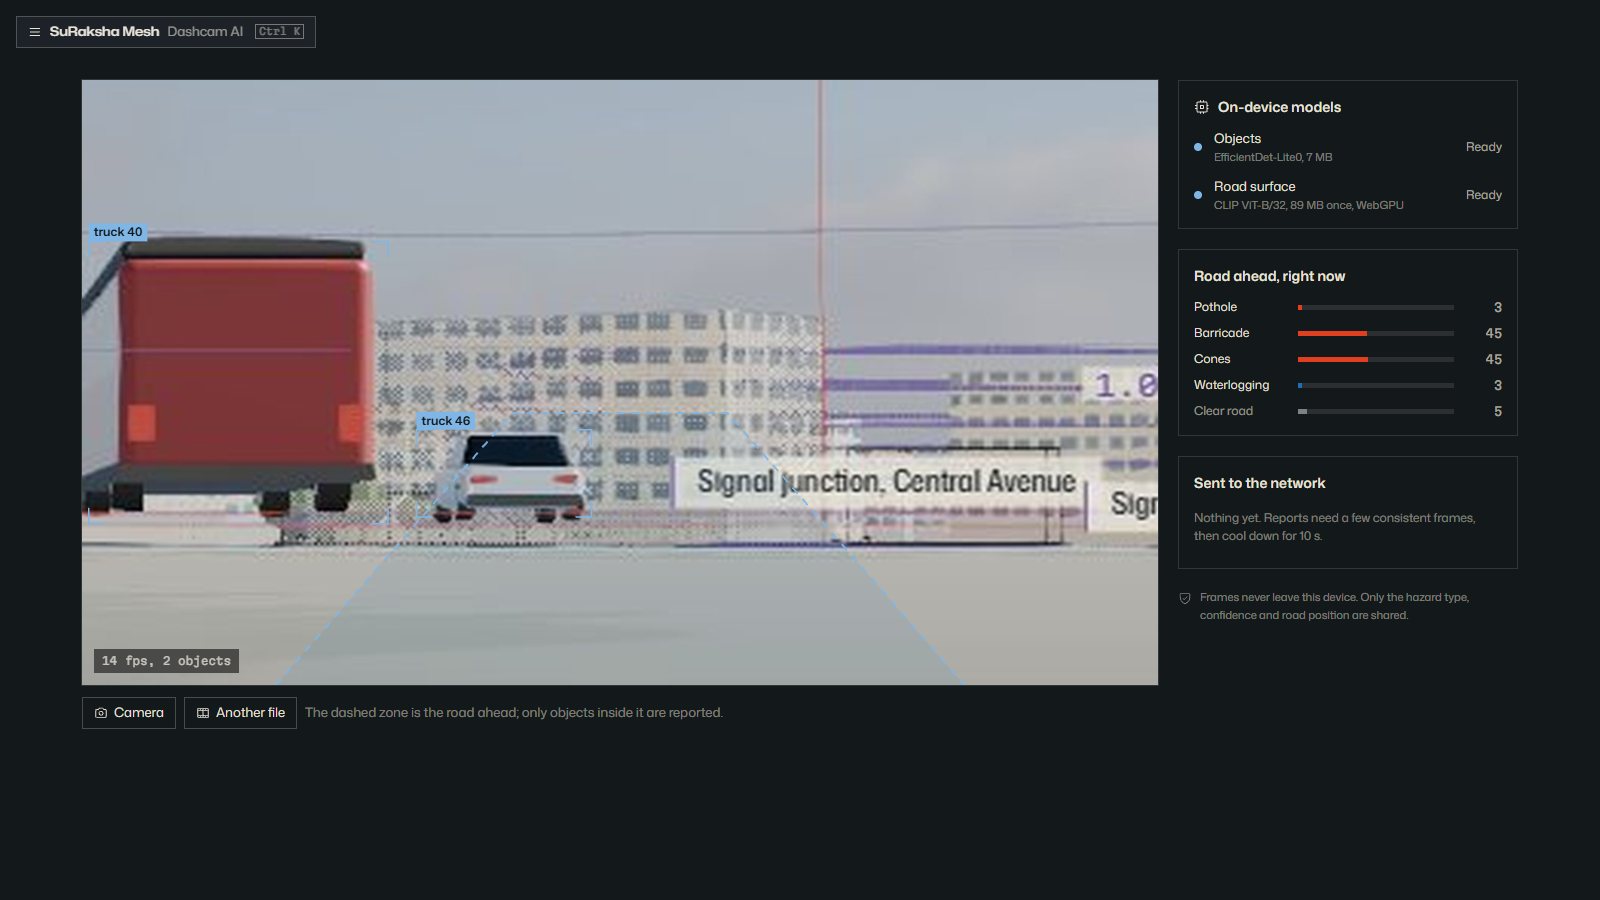 SuRaksha Mesh Dashcam AI Ctrl K
truck 40
truck 46
1.0
Signal junction, Central Avenue
Sign
14 fps, 2 objects
Camera
Another file
The dashed zone is the road ahead; only objects inside it are reported.
On-device models
Objects
EfficientDet-Lite0, 7 MB
Ready
Road surface
CLIP ViT-B/32, 89 MB once, WebGPU
Ready
Road ahead, right now
Pothole 3
Barricade 45
Cones 45
Waterlogging 3
Clear road 5
Sent to the network
Nothing yet. Reports need a few consistent frames,
then cool down for 10 s.
Frames never leave this device. Only the hazard type,
confidence and road position are shared.